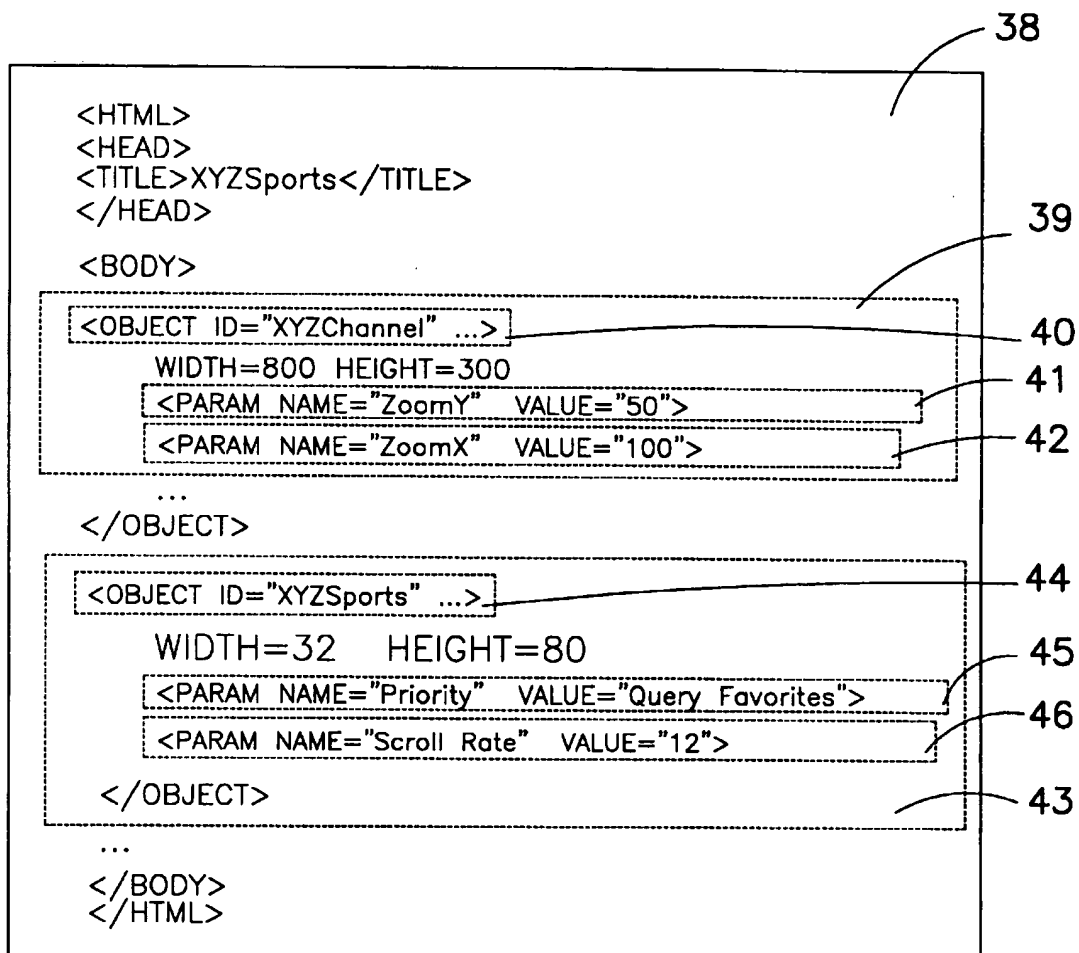 38
<HTML>
<HEAD>
<TITLE>XYZSports</TITLE>
</HEAD>
39
<BODY>
<OBJECT ID="XYZChannel" ...>
40
WIDTH=800 HEIGHT=300
41
<PARAM NAME="ZoomY" VALUE="50">
<PARAM NAME="ZoomX" VALUE="100">
42
...
</OBJECT>
<OBJECT ID="XYZSports" ...>
44
WIDTH=32 HEIGHT=80
45
<PARAM NAME="Priority" VALUE="Query Favorites">
<PARAM NAME="Scroll Rate" VALUE="12">
46
</OBJECT>
43
...
</BODY>
</HTML>